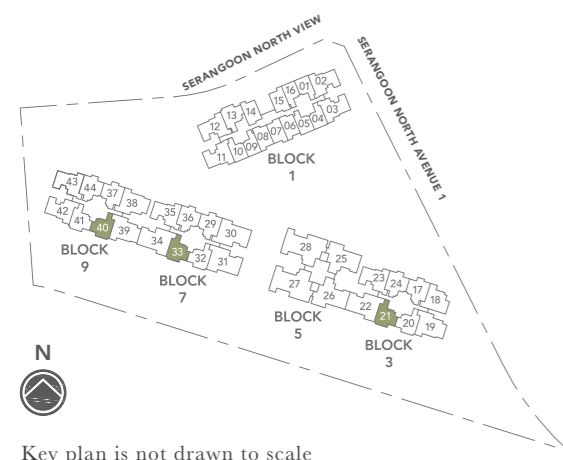 SERANGOON NORTH VIEW
SERANGOON NORTH AVENUE 1
12 13 14 15 16 01 02
11 10 09 08 07 06 05 04 03
BLOCK
1
43 44 37 38 35 36 29 30
42 41 40 39 34 33 32 31
BLOCK
9
BLOCK
7
28 25 23 24 17 18
27 26 22 21 20 19
BLOCK
5
BLOCK
3
N
Key plan is not drawn to scale